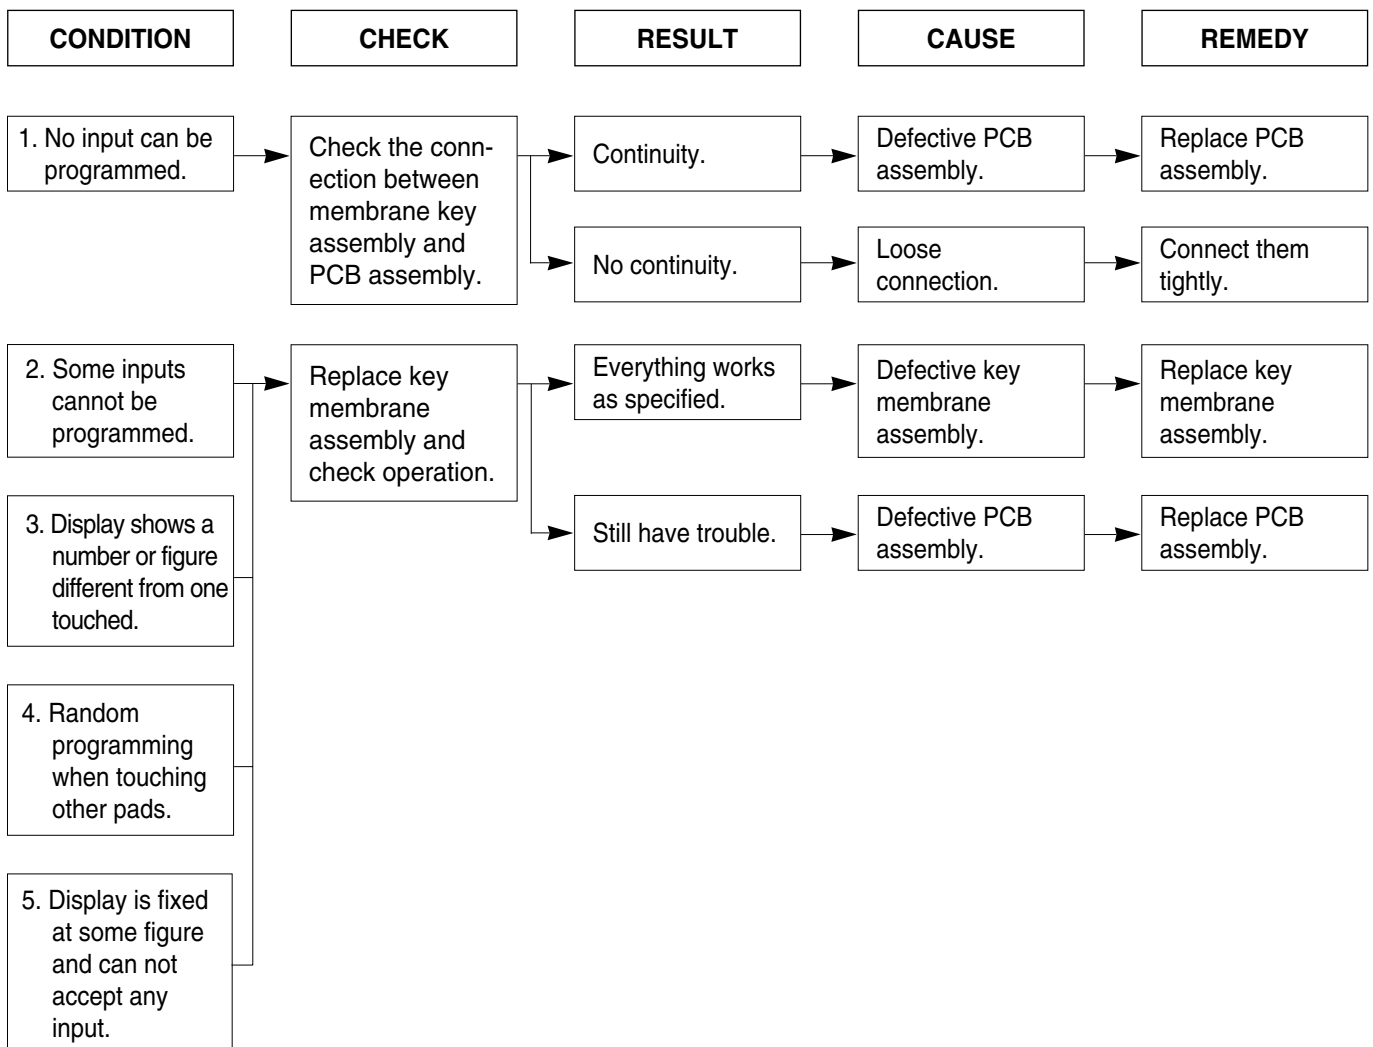 CONDITION
CHECK
RESULT
CAUSE
REMEDY
1. No input can be
programmed.
Check the conn-
ection between
membrane key
assembly and
PCB assembly.
Continuity.
Defective PCB
assembly.
Replace PCB
assembly.
No continuity.
Loose
connection.
Connect them
tightly.
2. Some inputs
cannot be
programmed.
Replace key
membrane
assembly and
check operation.
Everything works
as specified.
Defective key
membrane
assembly.
Replace key
membrane
assembly.
Still have trouble.
Defective PCB
assembly.
Replace PCB
assembly.
3. Display shows a
number or figure
different from one
touched.
4. Random
programming
when touching
other pads.
5. Display is fixed
at some figure
and can not
accept any
input.